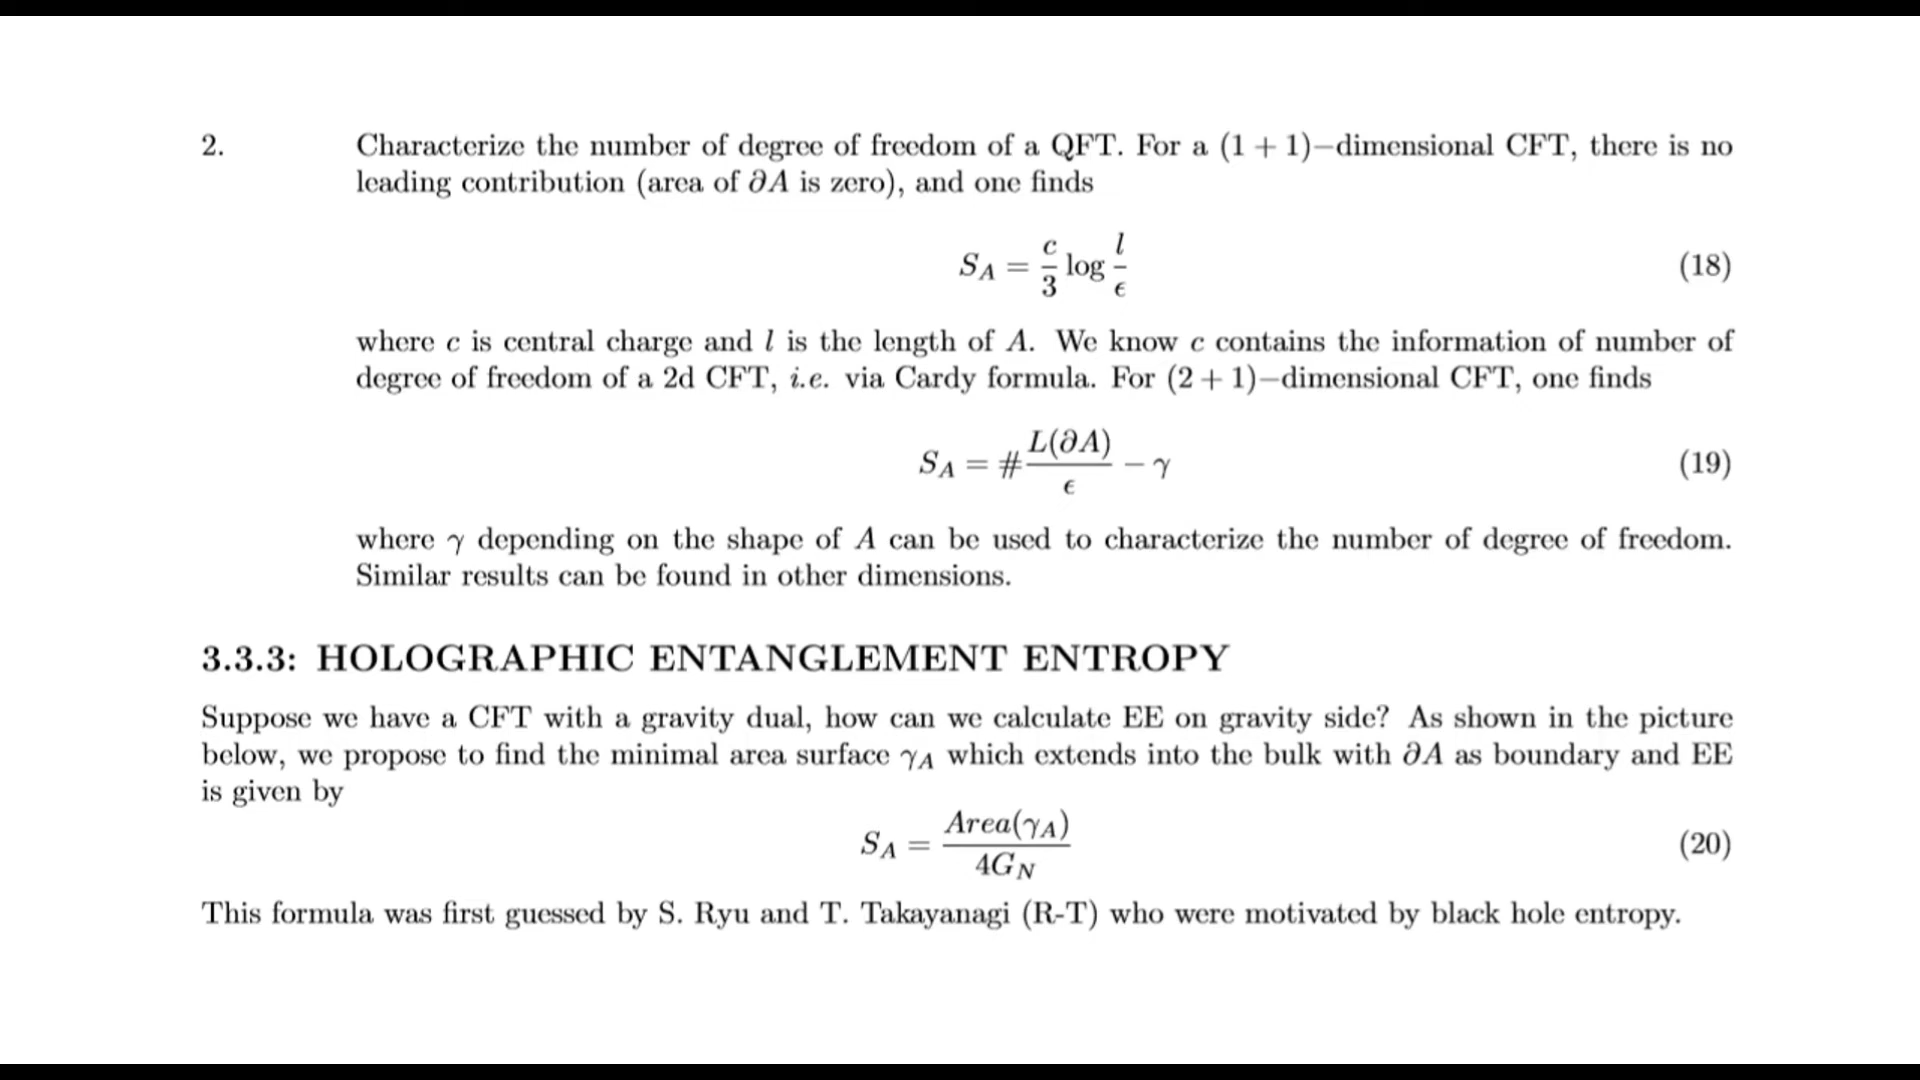 2. Characterize the number of degree of freedom of a QFT. For a (1 + 1)−dimensional CFT, there is no
leading contribution (area of ∂A is zero), and one finds
S_A = \frac{c}{3} \log \frac{l}{ϵ} (18)
where c is central charge and l is the length of A. We know c contains the information of number of
degree of freedom of a 2d CFT, i.e. via Cardy formula. For (2 + 1)−dimensional CFT, one finds
S_A = # \frac{L(∂A)}{ϵ} − γ (19)
where γ depending on the shape of A can be used to characterize the number of degree of freedom.
Similar results can be found in other dimensions.
3.3.3: HOLOGRAPHIC ENTANGLEMENT ENTROPY
Suppose we have a CFT with a gravity dual, how can we calculate EE on gravity side? As shown in the picture
below, we propose to find the minimal area surface γ_A which extends into the bulk with ∂A as boundary and EE
is given by
S_A = \frac{Area(γ_A)}{4G_N} (20)
This formula was first guessed by S. Ryu and T. Takayanagi (R-T) who were motivated by black hole entropy.